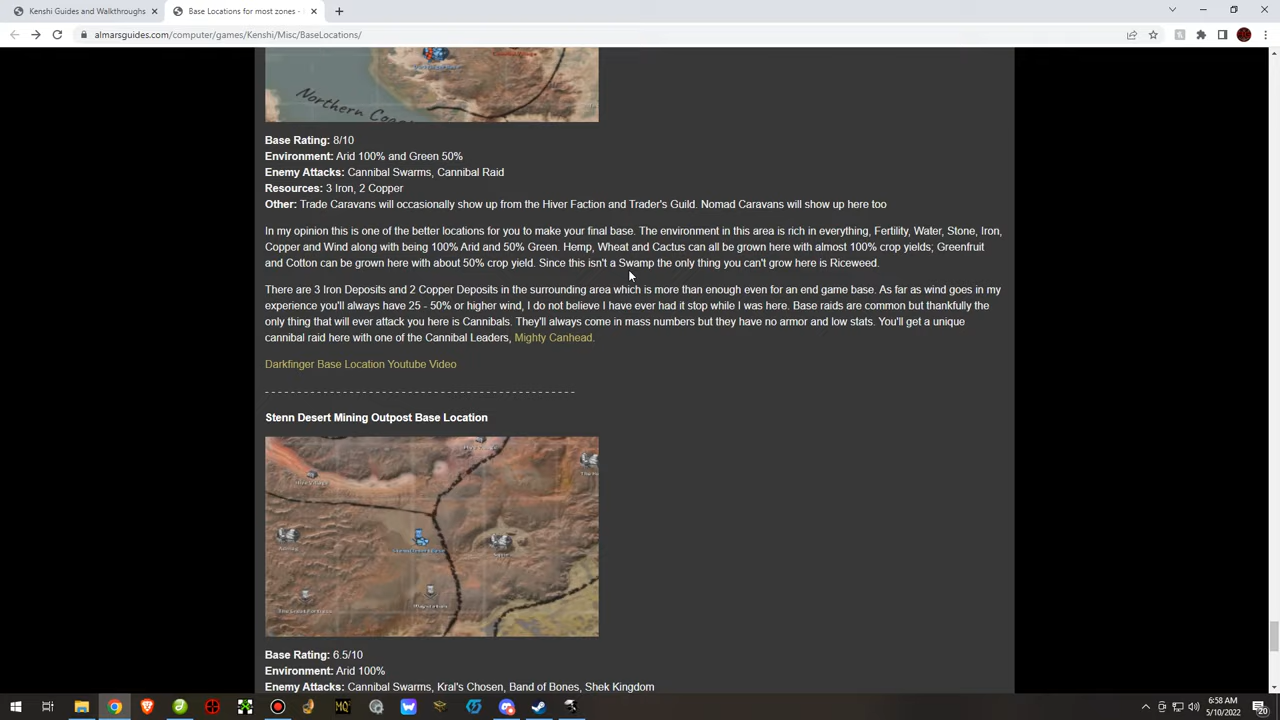 Kenshi Guides and Walkthroughs
Base Locations for most zones -
almarsguides.com/computer/games/Kenshi/Misc/BaseLocations/
Northern Coa
Base Rating: 8/10
Environment: Arid 100% and Green 50%
Enemy Attacks: Cannibal Swarms, Cannibal Raid
Resources: 3 Iron, 2 Copper
Other: Trade Caravans will occasionally show up from the Hiver Faction and Trader's Guild. Nomad Caravans will show up here too
In my opinion this is one of the better locations for you to make your final base. The environment in this area is rich in everything, Fertility, Water, Stone, Iron,
Copper and Wind along with being 100% Arid and 50% Green. Hemp, Wheat and Cactus can all be grown here with almost 100% crop yields; Greenfruit
and Cotton can be grown here with about 50% crop yield. Since this isn't a Swamp the only thing you can't grow here is Riceweed.
There are 3 Iron Deposits and 2 Copper Deposits in the surrounding area which is more than enough even for an end game base. As far as wind goes in my
experience you'll always have 25 - 50% or higher wind, I do not believe I have ever had it stop while I was here. Base raids are common but thankfully the
only thing that will ever attack you here is Cannibals. They'll always come in mass numbers but they have no armor and low stats. You'll get a unique
cannibal raid here with one of the Cannibal Leaders, Mighty Canhead.
Darkfinger Base Location Youtube Video
- - - - - - - - - - - - - - - - - - - - - - - - - - - - - - - - - - - - - - - - - - - -
Stenn Desert Mining Outpost Base Location
Base Rating: 6.5/10
Environment: Arid 100%
Enemy Attacks: Cannibal Swarms, Kral's Chosen, Band of Bones, Shek Kingdom
MQ
6:58 AM
5/10/2022
20